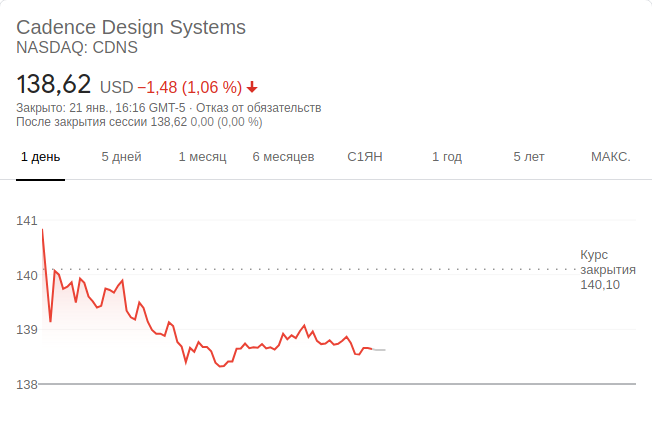 Cadence Design Systems
NASDAQ: CDNS
138,62 USD −1,48 (1,06 %)
Закрыто: 21 янв., 16:16 GMT-5 · Отказ от обязательств
После закрытия сессии 138,62 0,00 (0,00 %)
1 день 5 дней 1 месяц 6 месяцев С1ЯН 1 год 5 лет МАКС.
141
Курс
закрытия
140,10
140
139
138